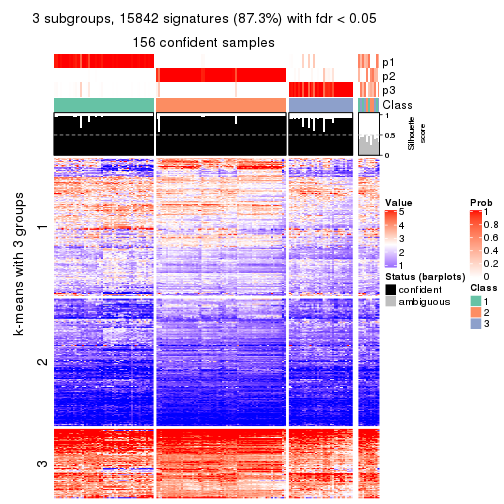 3 subgroups, 15842 signatures (87.3%) with fdr < 0.05
156 confident samples
p1
p2
p3
Class
1
0.5
0
Silhouette
score
k-means with 3 groups
1
2
3
Value
5
4
3
2
1
Status (barplots)
confident
ambiguous
Prob
1
0.8
0.6
0.4
0.2
0
Class
1
2
3